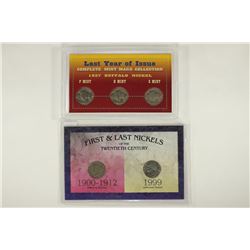 Last Year of Issue
COMPLETE MINT MARK COLLECTION
1937 BUFFALO NICKEL
P MINT D MINT S MINT
FIRST & LAST NICKELS
OF THE
TWENTIETH CENTURY
1900-1912 1999